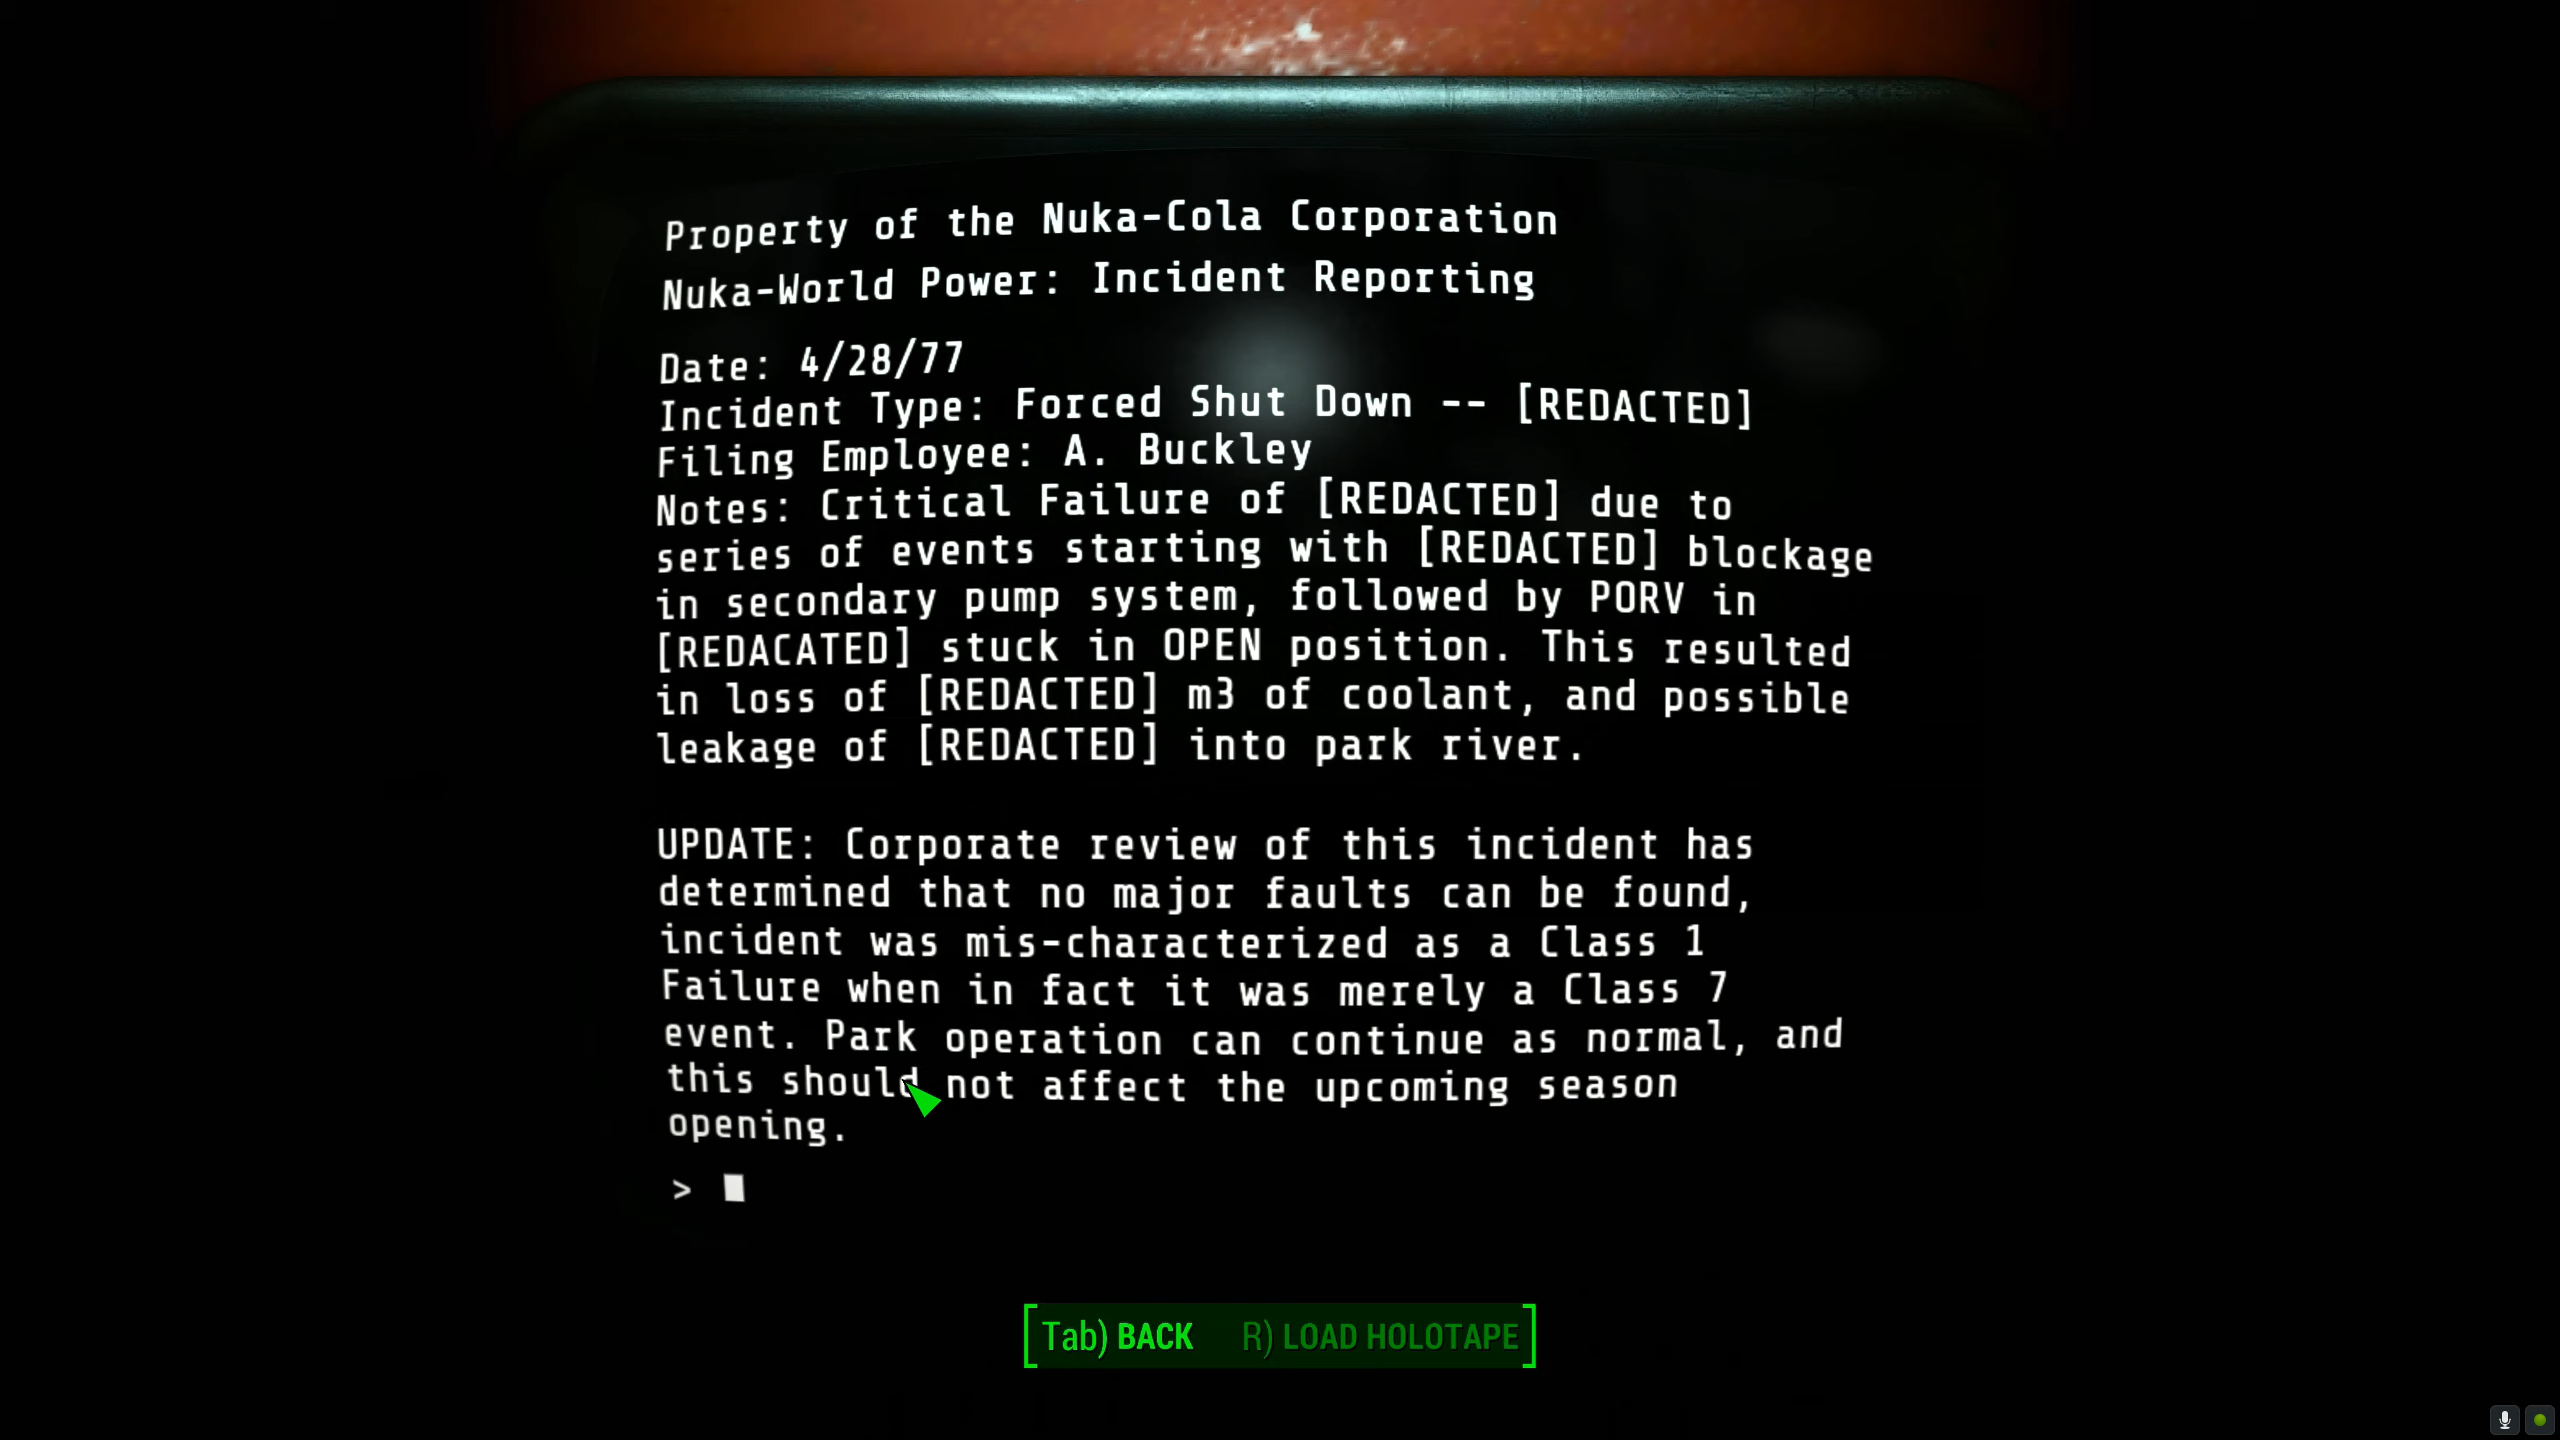 Property of the Nuka-Cola Corporation
Nuka-World Power: Incident Reporting
Date: 4/28/77
Incident Type: Forced Shut Down -- [REDACTED]
Filing Employee: A. Buckley
Notes: Critical Failure of [REDACTED] due to
series of events starting with [REDACTED] blockage
in secondary pump system, followed by PORV in
[REDACATED] stuck in OPEN position. This resulted
in loss of [REDACTED] m3 of coolant, and possible
leakage of [REDACTED] into park river.
UPDATE: Corporate review of this incident has
determined that no major faults can be found,
incident was mis-characterized as a Class 1
Failure when in fact it was merely a Class 7
event. Park operation can continue as normal, and
this should not affect the upcoming season
opening.
>
Tab) BACK R) LOAD HOLOTAPE